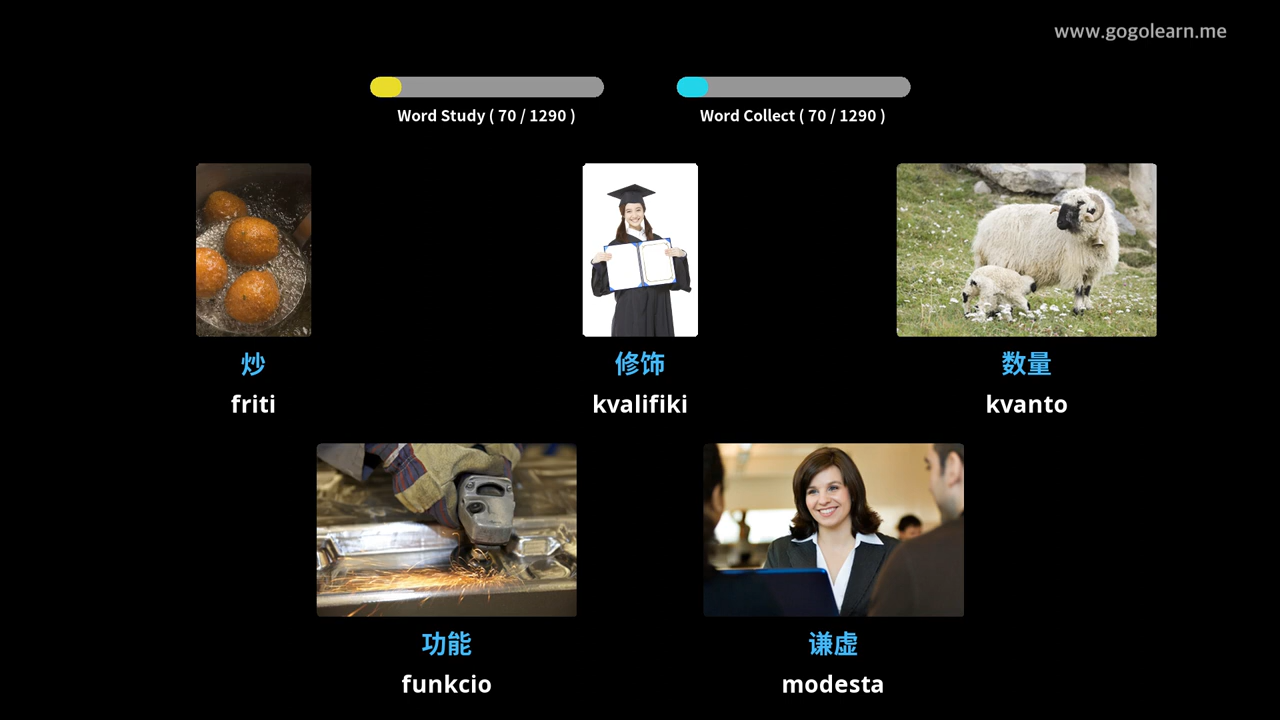 www.gogolearn.me
Word Study ( 70 / 1290 )
Word Collect ( 70 / 1290 )
炒
friti
修饰
kvalifiki
数量
kvanto
功能
funkcio
谦虚
modesta